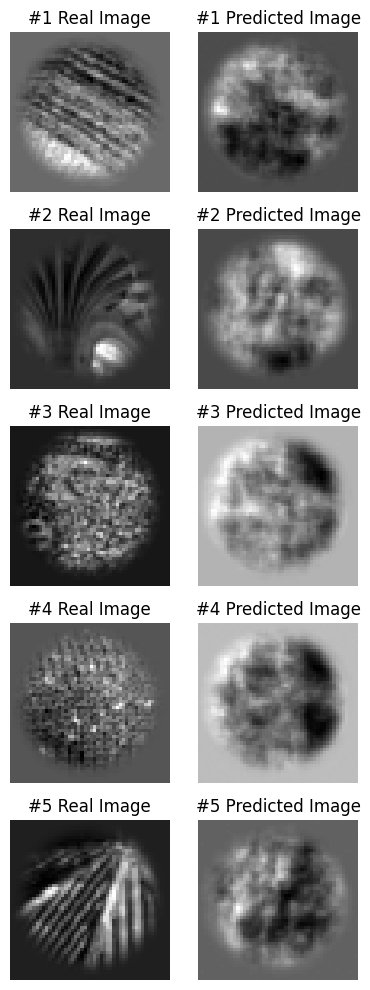 #1 Real Image
#1 Predicted Image
#2 Real Image
#2 Predicted Image
#3 Real Image
#3 Predicted Image
#4 Real Image
#4 Predicted Image
#5 Real Image
#5 Predicted Image